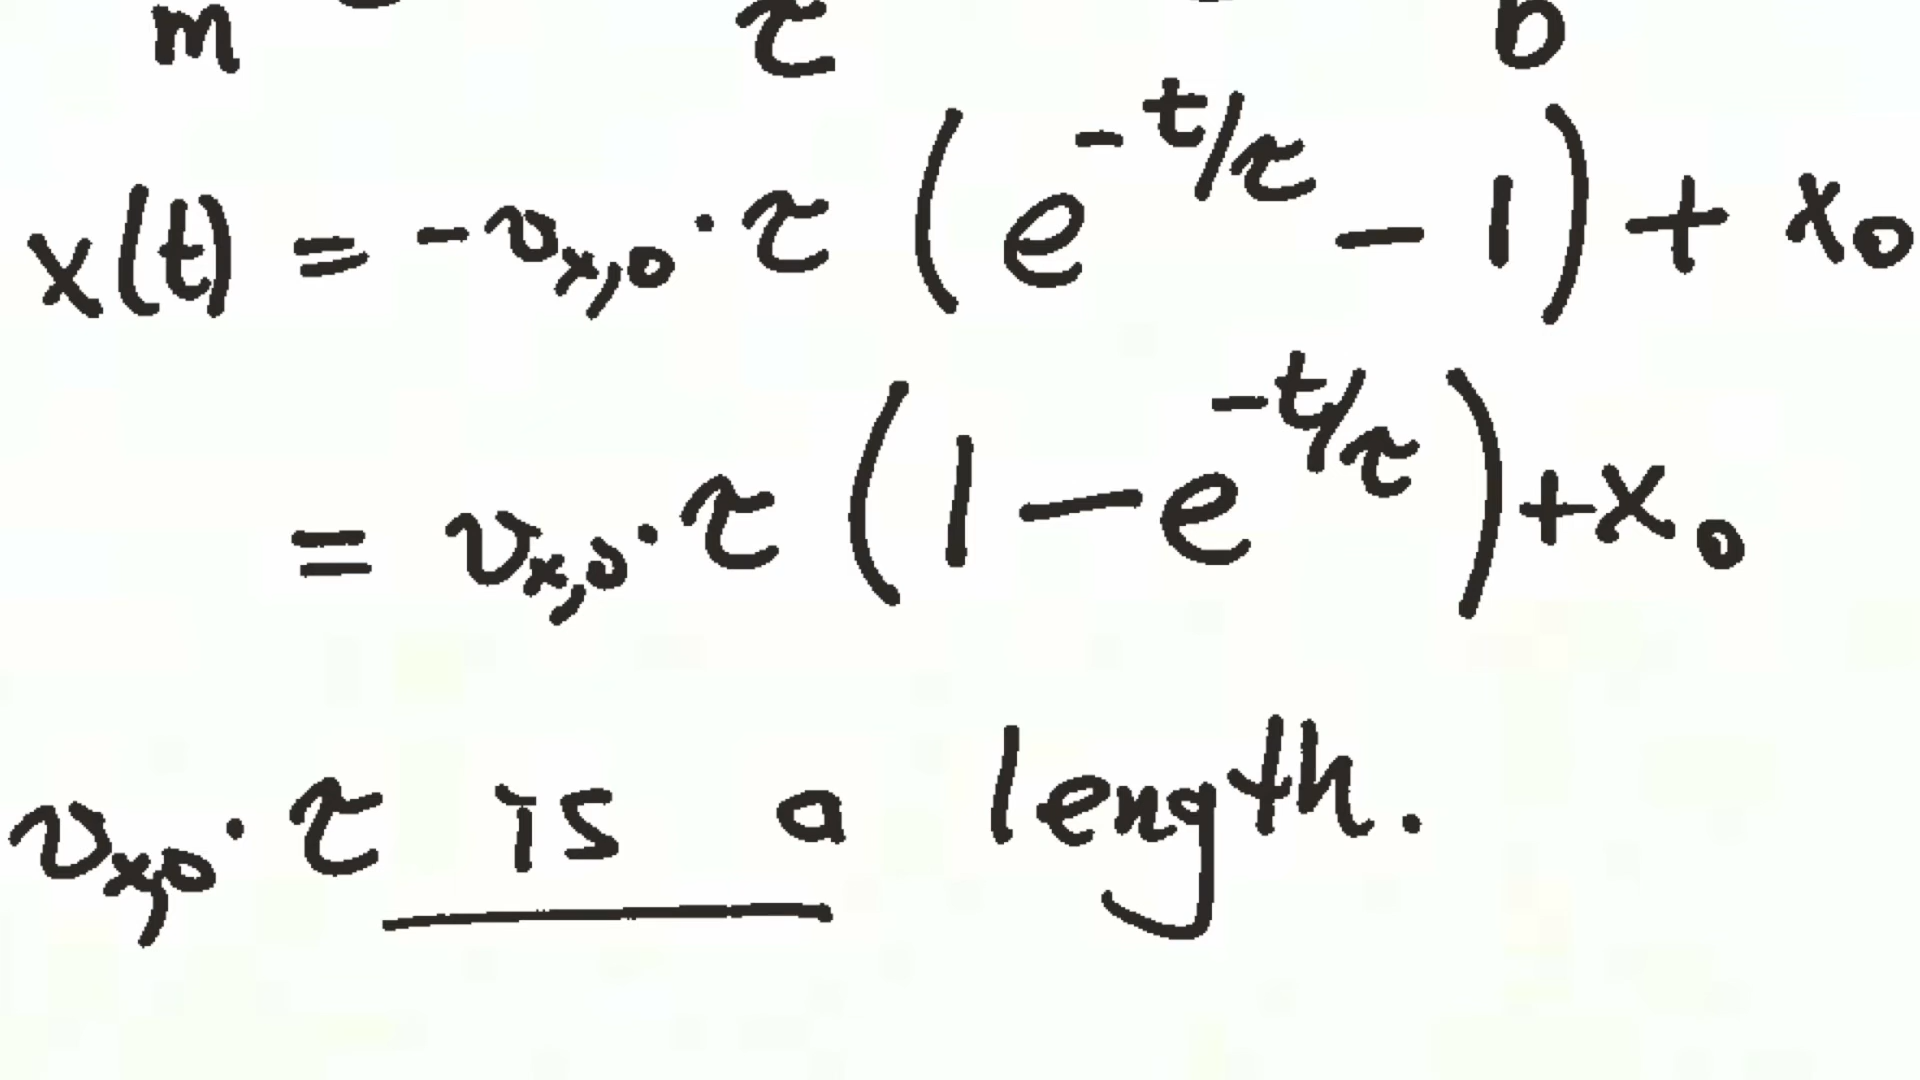 m τ b
x(t) = -v_{x,0} · τ (e^{-t/τ} - 1) + x_0
= v_{x,0} · τ (1 - e^{-t/τ}) + x_0
v_{x,0} · τ is a length.